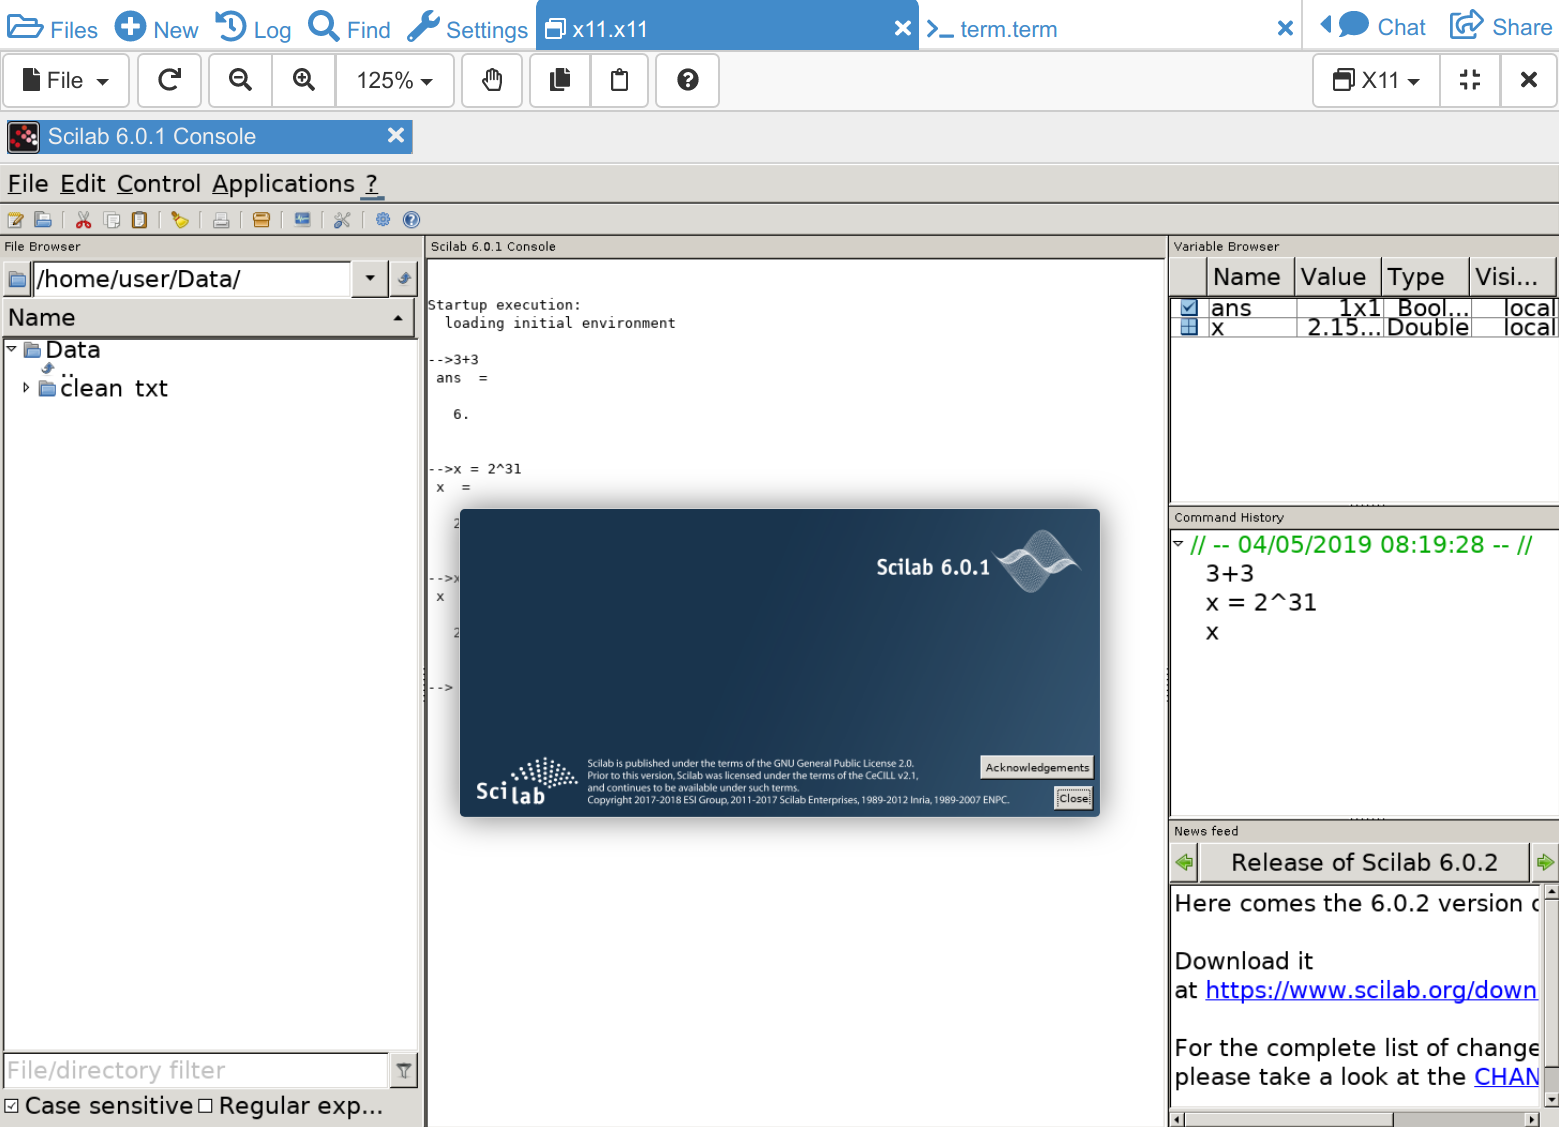 Files New Log Find Settings x11.x11 term.term Chat Share
File 125% X11
Scilab 6.0.1 Console
File Edit Control Applications ?
File Browser
/home/user/Data/
Name
Data
..
clean txt
File/directory filter
Case sensitive Regular exp...
Scilab 6.0.1 Console
Startup execution:
loading initial environment
-->3+3
ans =
6.
-->x = 2^31
x =
2
-->x
x
2
-->
Scilab 6.0.1
Scilab
Scilab is published under the terms of the GNU General Public License 2.0.
Prior to this version, Scilab was licensed under the terms of the CeCILL v2.1,
and continues to be available under such terms.
Copyright 2017-2018 ESI Group, 2011-2017 Scilab Enterprises, 1989-2012 Inria, 1989-2007 ENPC.
Acknowledgements
Close
Variable Browser
Name Value Type Visi...
ans 1x1 Bool... local
x 2.15... Double local
Command History
// -- 04/05/2019 08:19:28 -- //
3+3
x = 2^31
x
News feed
Release of Scilab 6.0.2
Here comes the 6.0.2 version
Download it
at https://www.scilab.org/down
For the complete list of change
please take a look at the CHAN